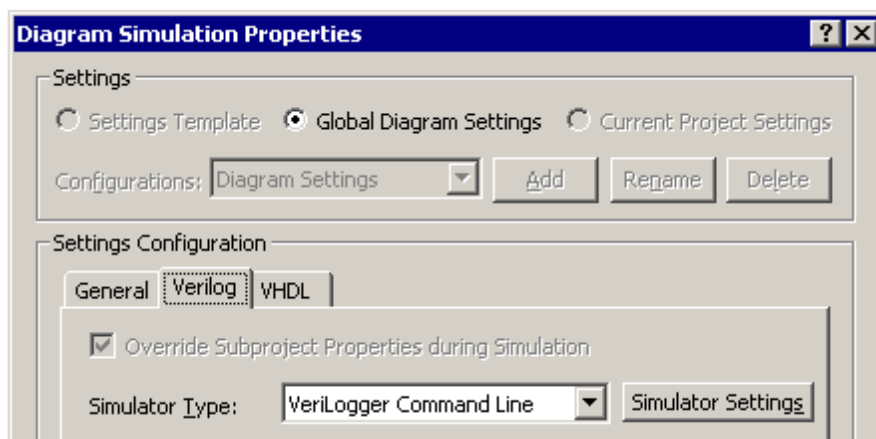 Diagram Simulation Properties
Settings
Settings Template Global Diagram Settings Current Project Settings
Configurations: Diagram Settings Add Rename Delete
Settings Configuration
General Verilog VHDL
Override Subproject Properties during Simulation
Simulator Type: VeriLogger Command Line Simulator Settings